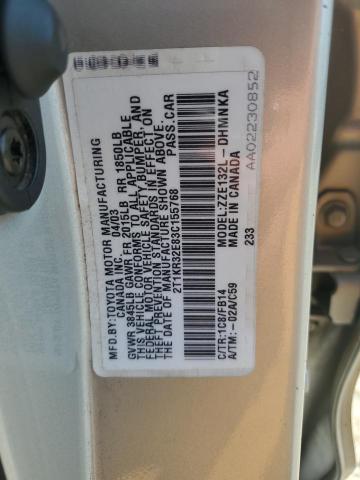 MFD.BY:TOYOTA MOTOR MANUFACTURING
CANADA INC. 04/03
GVWR 3845LB GAWR FR 2015LB RR 1850LB
THIS VEHICLE CONFORMS TO ALL APPLICABLE
FEDERAL MOTOR VEHICLE SAFETY, BUMPER, AND
THEFT PREVENTION STANDARDS IN EFFECT ON
THE DATE OF MANUFACTURE SHOWN ABOVE.
2T1KR32E83C155768 PASS.CAR
MODEL:ZZE132L-DHMNKA
MADE IN CANADA
233
C/TR:1C8/FB14
A/TM:-02A/C59
AA02230852